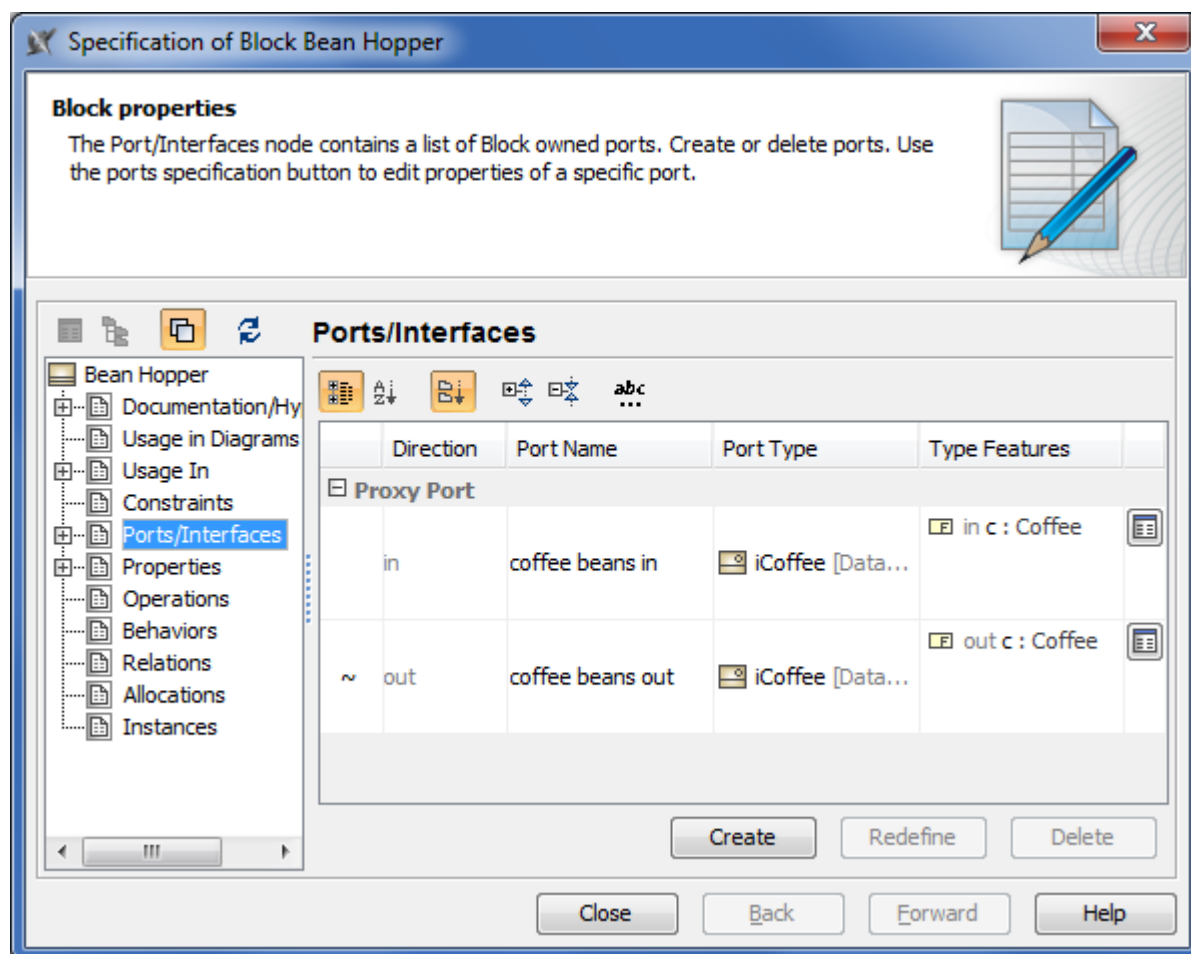 Specification of Block Bean Hopper
Block properties
The Port/Interfaces node contains a list of Block owned ports. Create or delete ports. Use
the ports specification button to edit properties of a specific port.
Ports/Interfaces
Bean Hopper
Documentation/Hy
Usage in Diagrams
Usage In
Constraints
Ports/Interfaces
Properties
Operations
Behaviors
Relations
Allocations
Instances
abc
Direction Port Name Port Type Type Features
Proxy Port
in coffee beans in iCoffee [Data... in c : Coffee
~ out coffee beans out iCoffee [Data... out c : Coffee
Create Redefine Delete
Close Back Forward Help